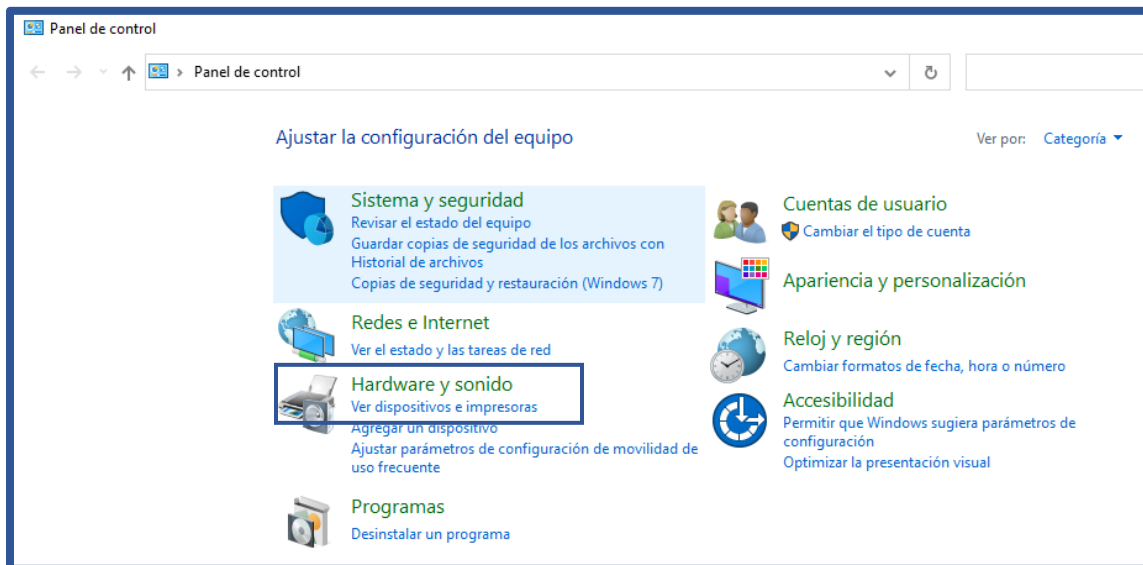 Panel de control
Panel de control
Ajustar la configuración del equipo
Ver por: Categoría
Sistema y seguridad
Revisar el estado del equipo
Guardar copias de seguridad de los archivos con
Historial de archivos
Copias de seguridad y restauración (Windows 7)
Redes e Internet
Ver el estado y las tareas de red
Hardware y sonido
Ver dispositivos e impresoras
Agregar un dispositivo
Ajustar parámetros de configuración de movilidad de
uso frecuente
Programas
Desinstalar un programa
Cuentas de usuario
Cambiar el tipo de cuenta
Apariencia y personalización
Reloj y región
Cambiar formatos de fecha, hora o número
Accesibilidad
Permitir que Windows sugiera parámetros de
configuración
Optimizar la presentación visual